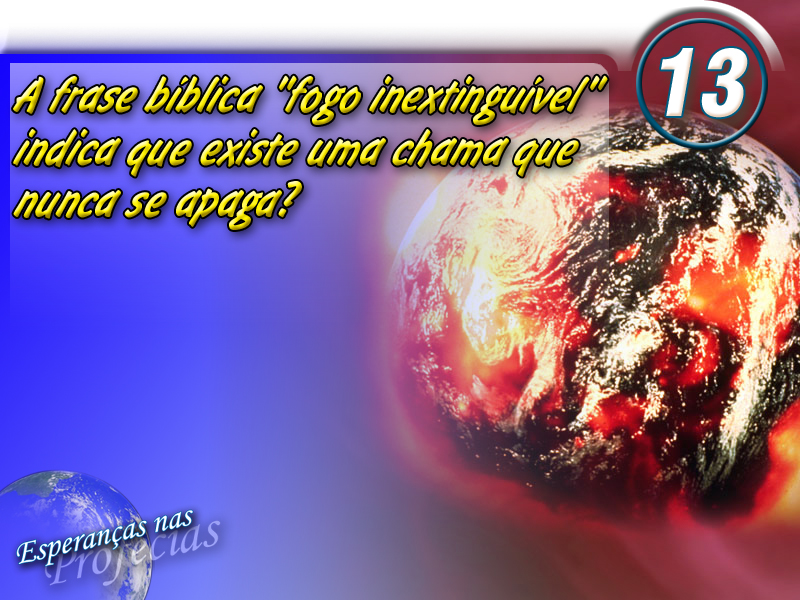 A frase bíblica "fogo inextinguível"
indica que existe uma chama que
nunca se apaga?
13
Esperanças nas
Profecias